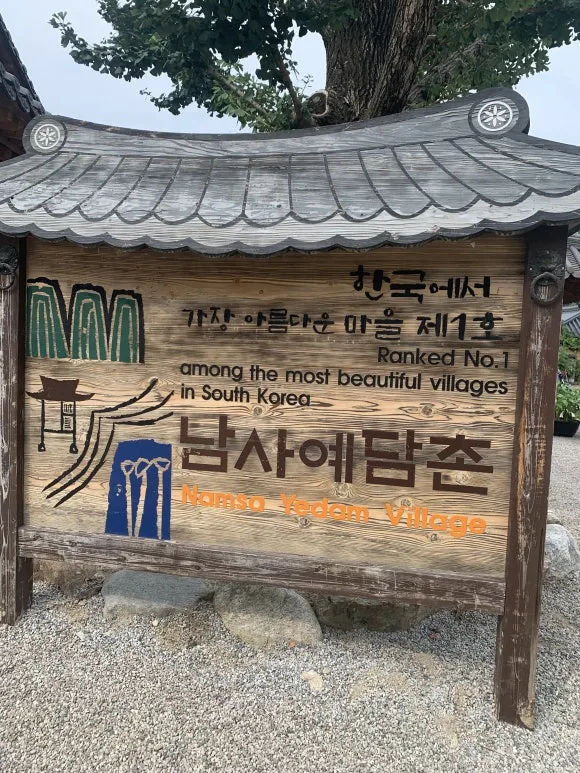 한국에서
가장 아름다운 마을 제1호
Ranked No.1
among the most beautiful villages
in South Korea
남사예담촌
Namsa Yedam Village